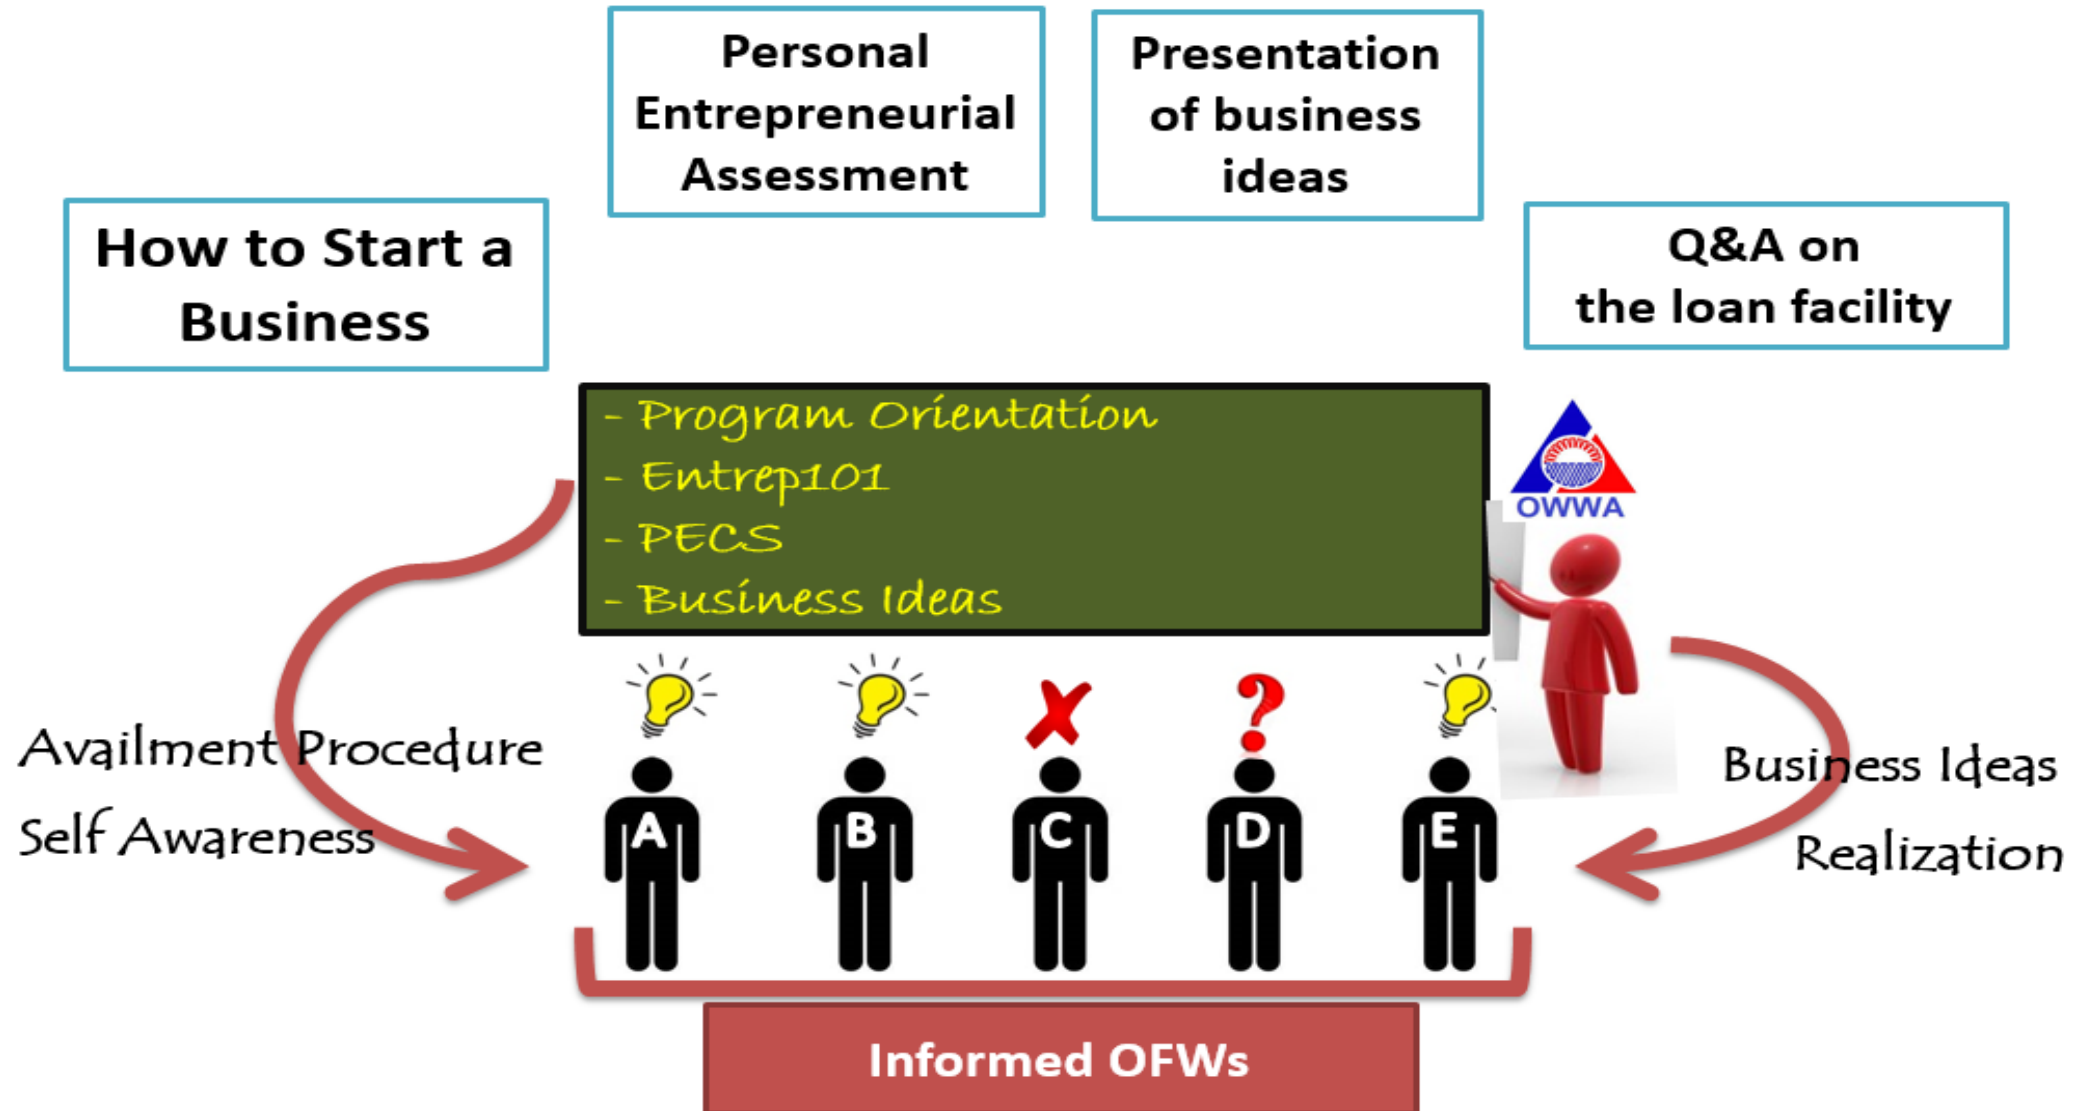 Personal
Entrepreneurial
Assessment
Presentation
of business
ideas
How to Start a
Business
Q&A on
the loan facility
- Program Orientation
- Entrep101
- PECS
- Business Ideas
OWWA
Availment Procedure
Self Awareness
Business Ideas
Realization
A
B
C
D
E
Informed OFWs